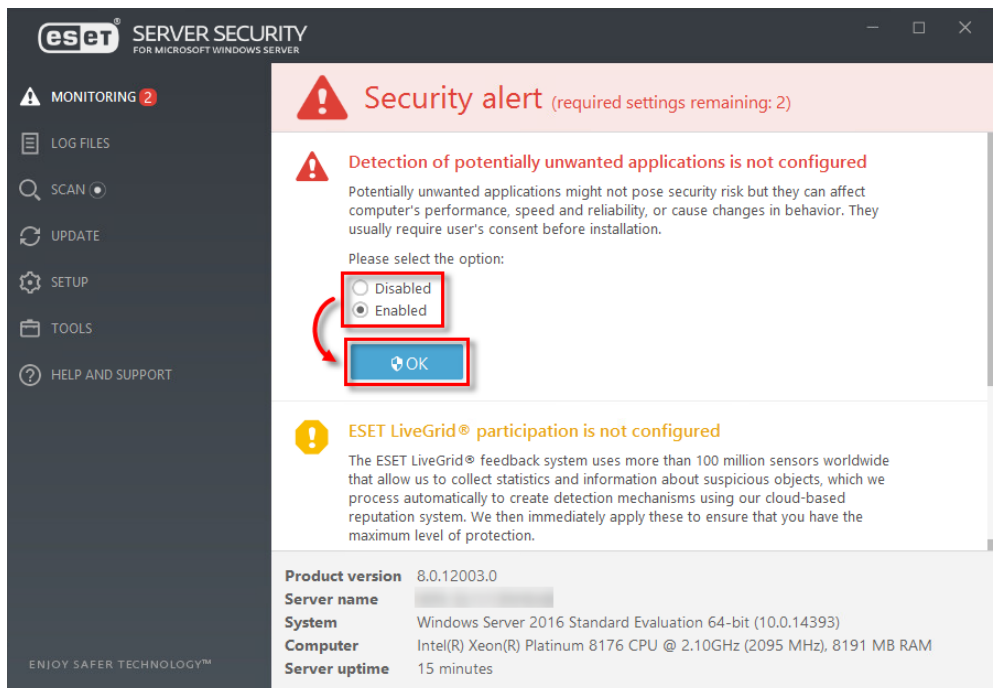 eset® SERVER SECURITY
FOR MICROSOFT WINDOWS SERVER
MONITORING 2
LOG FILES
SCAN
UPDATE
SETUP
TOOLS
HELP AND SUPPORT
ENJOY SAFER TECHNOLOGY™
Security alert (required settings remaining: 2)
Detection of potentially unwanted applications is not configured
Potentially unwanted applications might not pose security risk but they can affect
computer's performance, speed and reliability, or cause changes in behavior. They
usually require user's consent before installation.
Please select the option:
Disabled
Enabled
OK
ESET LiveGrid® participation is not configured
The ESET LiveGrid® feedback system uses more than 100 million sensors worldwide
that allow us to collect statistics and information about suspicious objects, which we
process automatically to create detection mechanisms using our cloud-based
reputation system. We then immediately apply these to ensure that you have the
maximum level of protection.
Product version 8.0.12003.0
Server name
System Windows Server 2016 Standard Evaluation 64-bit (10.0.14393)
Computer Intel(R) Xeon(R) Platinum 8176 CPU @ 2.10GHz (2095 MHz), 8191 MB RAM
Server uptime 15 minutes